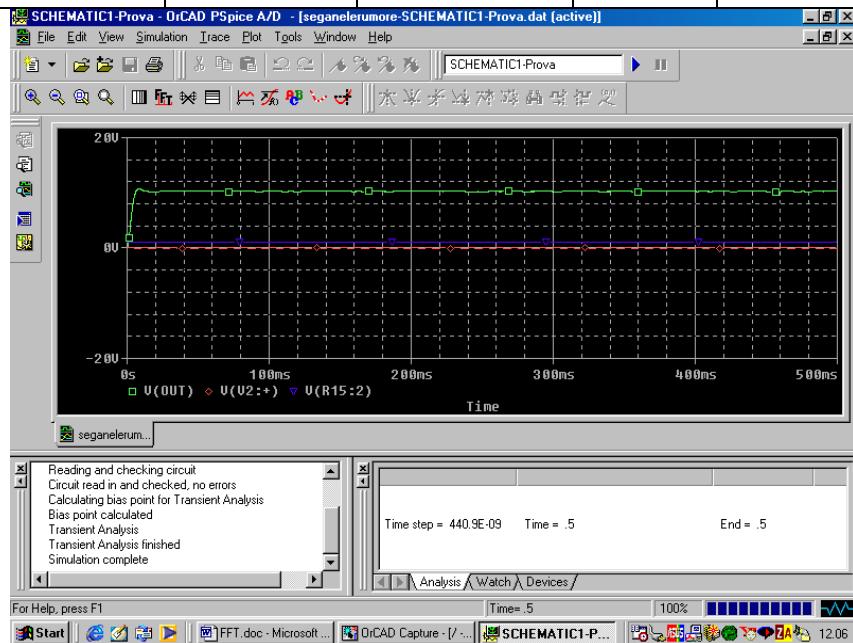 SCHEMATIC1-Prova - OrCAD PSpice A/D - [seganelerumore-SCHEMATIC1-Prova.dat (active)]
File Edit View Simulation Trace Plot Tools Window Help
SCHEMATIC1-Prova
FFT
20V
0V
-20V
0s 100ms 200ms 300ms 400ms 500ms
V(OUT) V(V2:+) V(R15:2)
Time
seganelerum...
Reading and checking circuit
Circuit read in and checked, no errors
Calculating bias point for Transient Analysis
Bias point calculated
Transient Analysis
Transient Analysis finished
Simulation complete
Time step = 440.9E-09 Time = .5 End = .5
Analysis Watch Devices
For Help, press F1 Time= .5 100%
Start FFT.doc - Microsoft ... OrCAD Capture - [/ -... SCHEMATIC1-P... 12.06